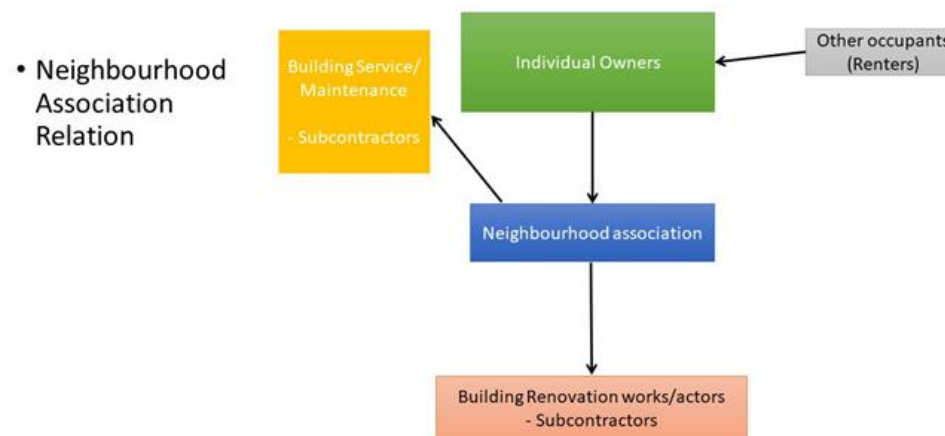 • Neighbourhood
Association
Relation
Building Service/
Maintenance
- Subcontractors
Individual Owners
Other occupants
(Renters)
Neighbourhood association
Building Renovation works/actors
- Subcontractors